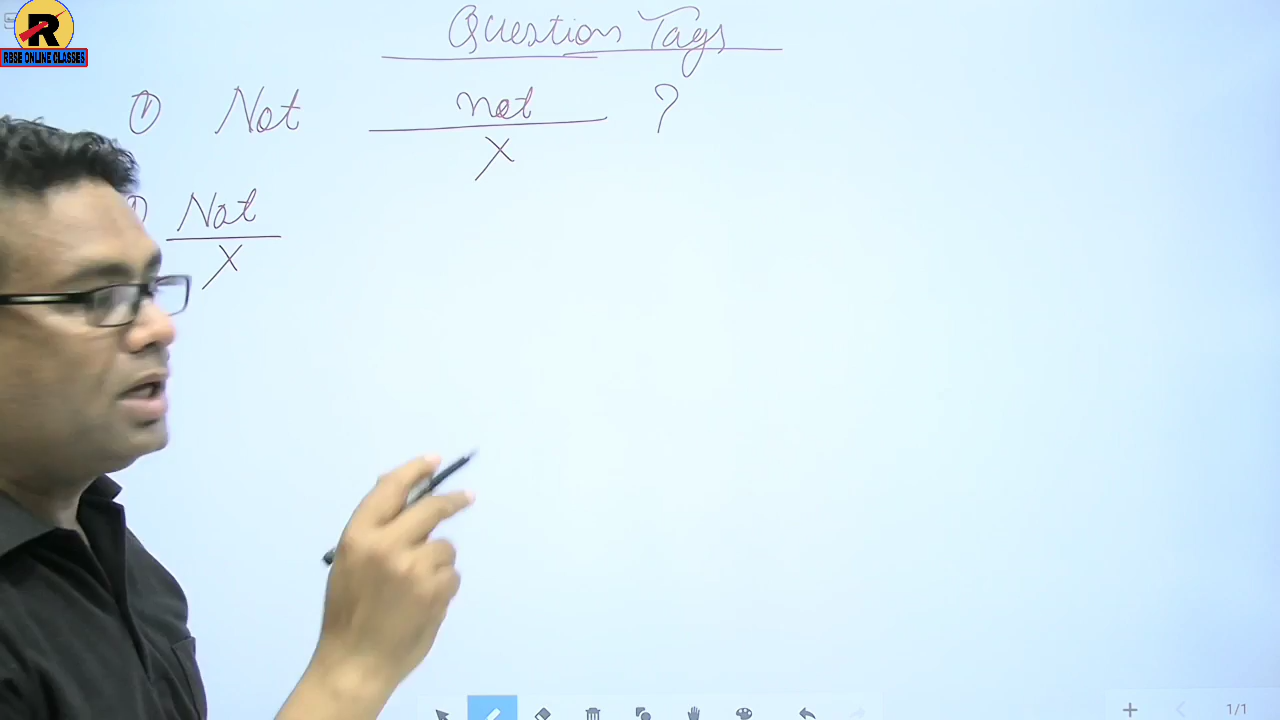 R
RBSE ONLINE CLASSES
Question Tags
① Not not ?
X
Not
X
1/1